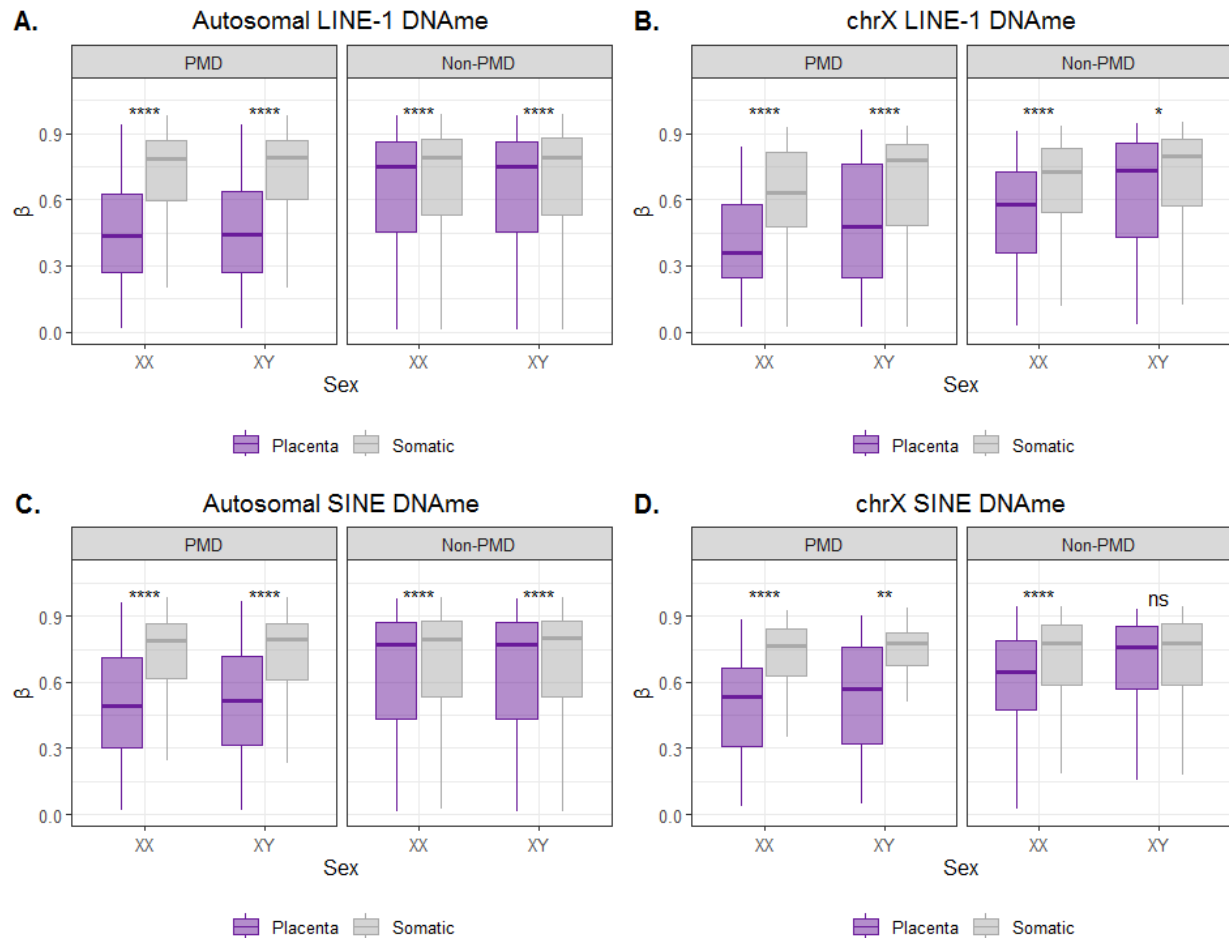 A. Autosomal LINE-1 DNAme
PMD Non-PMD
**** **** **** ****
β
0.9
0.6
0.3
0.0
XX XY XX XY
Sex
Placenta Somatic
B. chrX LINE-1 DNAme
PMD Non-PMD
**** **** **** *
β
0.9
0.6
0.3
0.0
XX XY XX XY
Sex
Placenta Somatic
C. Autosomal SINE DNAme
PMD Non-PMD
**** **** **** ****
β
0.9
0.6
0.3
0.0
XX XY XX XY
Sex
Placenta Somatic
D. chrX SINE DNAme
PMD Non-PMD
**** ** **** ns
β
0.9
0.6
0.3
0.0
XX XY XX XY
Sex
Placenta Somatic